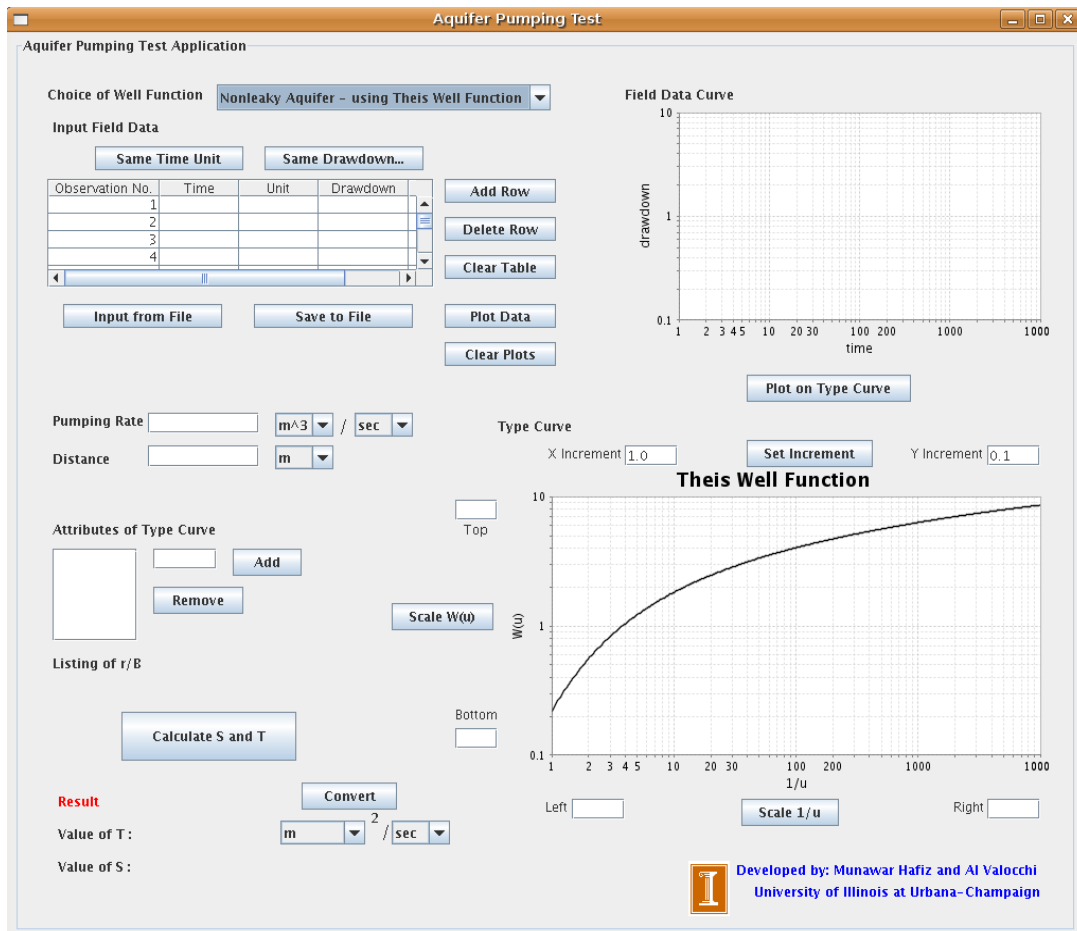 Aquifer Pumping Test
Aquifer Pumping Test Application
Choice of Well Function Nonleaky Aquifer - using Theis Well Function
Input Field Data
Same Time Unit Same Drawdown...
Observation No. Time Unit Drawdown
1
2
3
4
Add Row
Delete Row
Clear Table
Input from File Save to File Plot Data
Clear Plots
Field Data Curve
10
1
0.1
drawdown
1 2 3 4 5 10 20 30 100 200 1000 1000
time
Plot on Type Curve
Pumping Rate m^3 / sec
Distance m
Type Curve
X Increment 1.0 Set Increment Y Increment 0.1
Attributes of Type Curve
Add
Remove
Listing of r/B
Top
Scale W(u)
Bottom
Theis Well Function
10
1
0.1
W(u)
1 2 3 4 5 10 20 30 100 200 1000 1000
1/u
Left Scale 1/u Right
Calculate S and T
Result Convert
Value of T : m 2 / sec
Value of S :
I
Developed by: Munawar Hafiz and Al Valocchi
University of Illinois at Urbana-Champaign